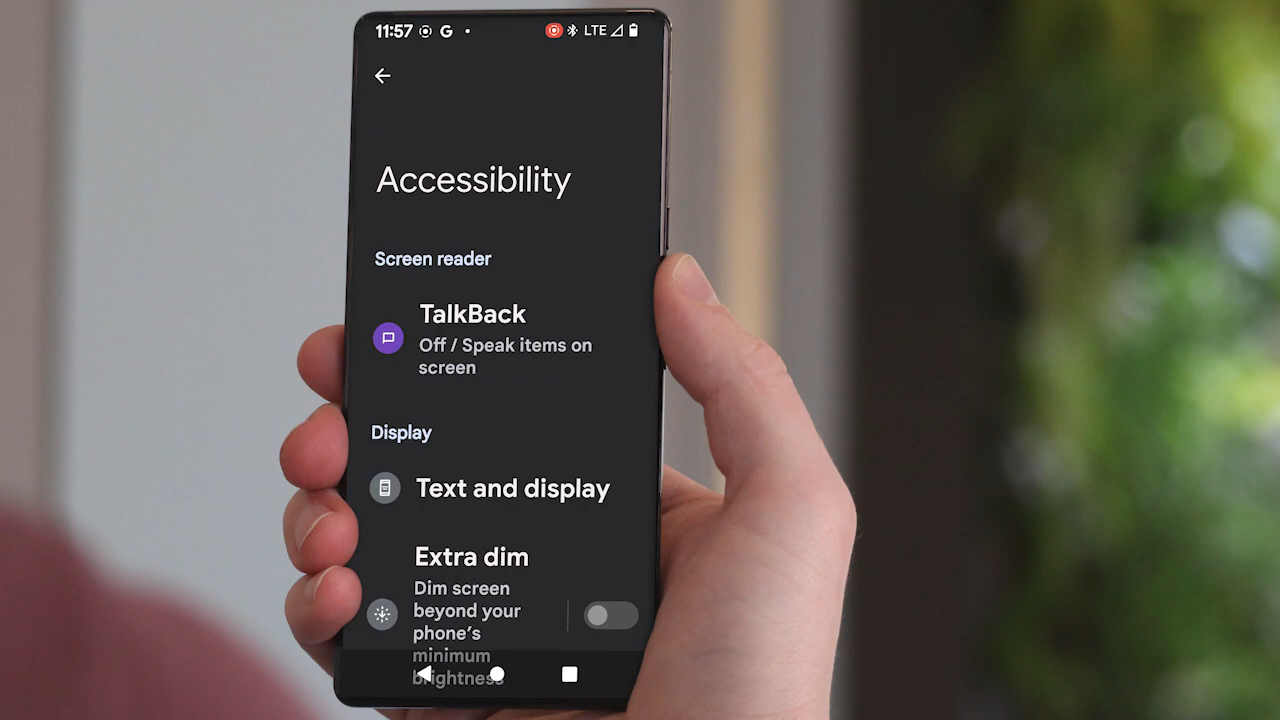 11:57 G LTE
Accessibility
Screen reader
TalkBack
Off / Speak items on
screen
Display
Text and display
Extra dim
Dim screen
beyond your
phone's
minimum
brightness